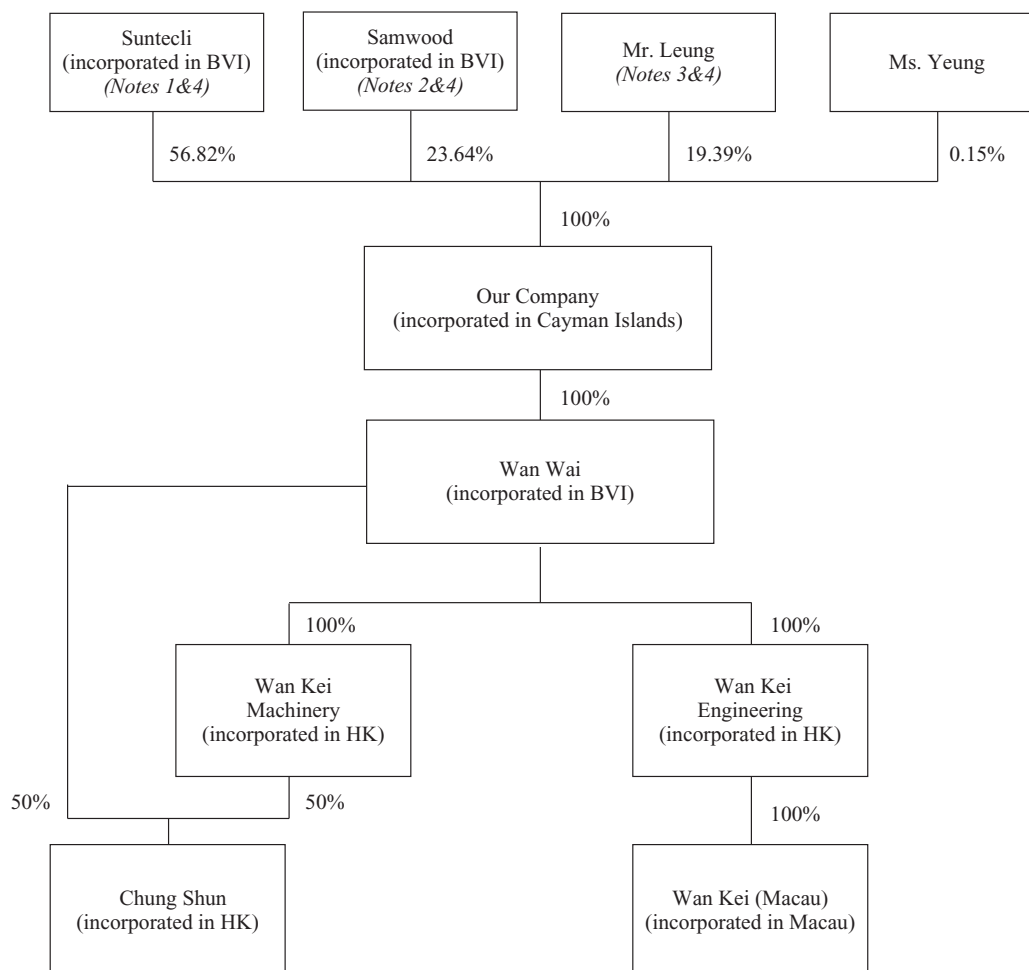 Suntecli
(incorporated in BVI)
(Notes 1&4)
Samwood
(incorporated in BVI)
(Notes 2&4)
Mr. Leung
(Notes 3&4)
Ms. Yeung
56.82%
23.64%
19.39%
0.15%
100%
Our Company
(incorporated in Cayman Islands)
100%
Wan Wai
(incorporated in BVI)
100%
100%
Wan Kei
Machinery
(incorporated in HK)
Wan Kei
Engineering
(incorporated in HK)
50%
50%
100%
Chung Shun
(incorporated in HK)
Wan Kei (Macau)
(incorporated in Macau)